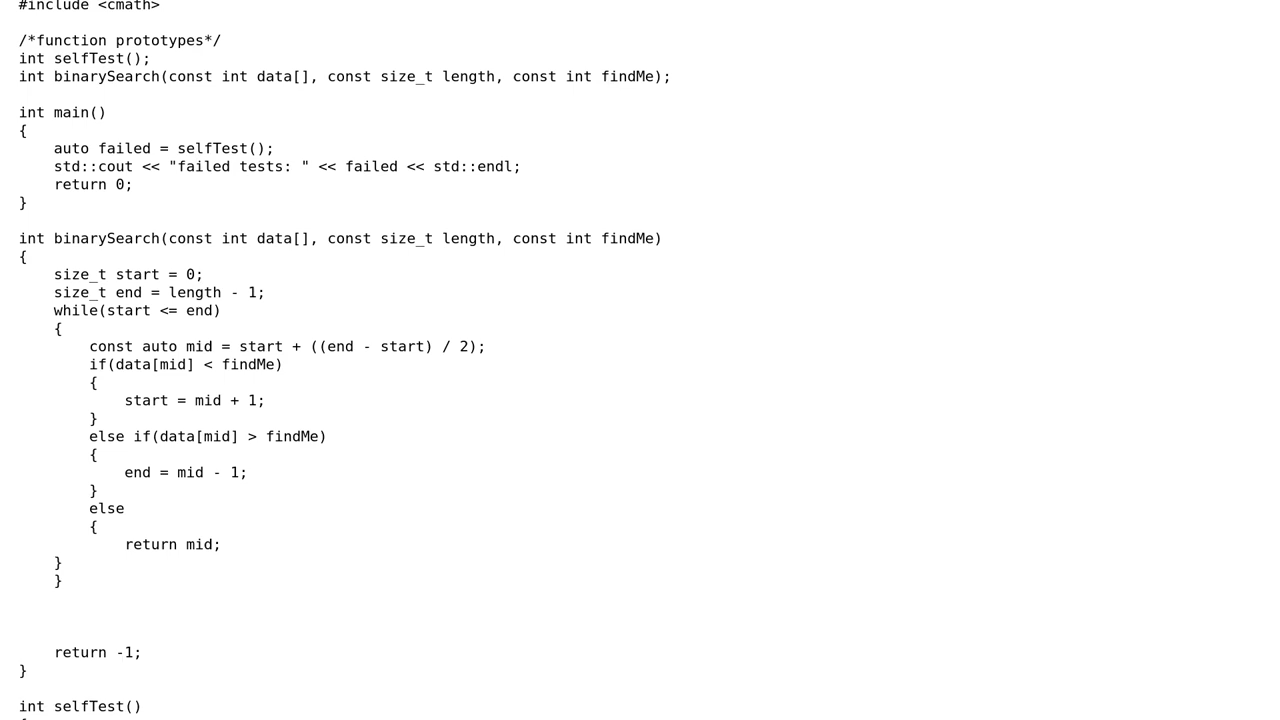 #include <cmath>

/*function prototypes*/
int selfTest();
int binarySearch(const int data[], const size_t length, const int findMe);

int main()
{
    auto failed = selfTest();
    std::cout << "failed tests: " << failed << std::endl;
    return 0;
}

int binarySearch(const int data[], const size_t length, const int findMe)
{
    size_t start = 0;
    size_t end = length - 1;
    while(start <= end)
    {
        const auto mid = start + ((end - start) / 2);
        if(data[mid] < findMe)
        {
            start = mid + 1;
        }
        else if(data[mid] > findMe)
        {
            end = mid - 1;
        }
        else
        {
            return mid;
    }
    }



    return -1;
}

int selfTest()
{